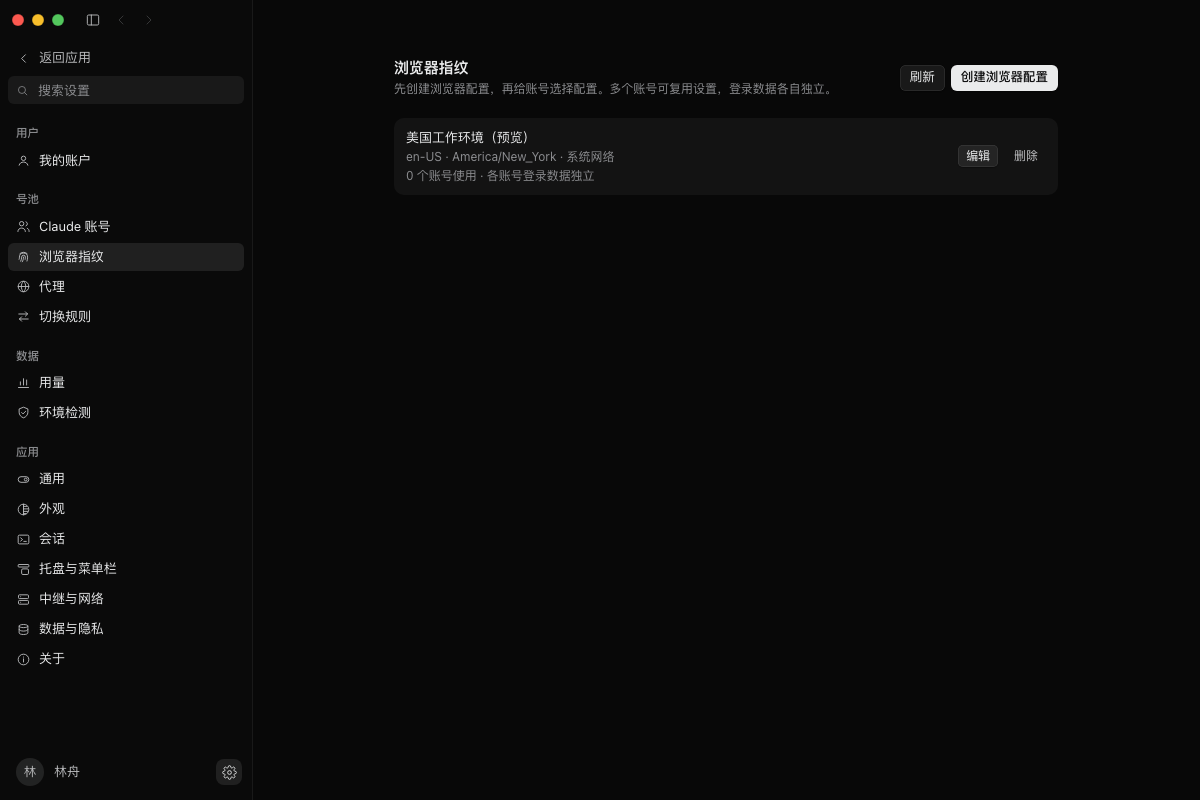 返回应用
搜索设置
用户
我的账户
号池
Claude 账号
浏览器指纹
代理
切换规则
数据
用量
环境检测
应用
通用
外观
会话
托盘与菜单栏
中继与网络
数据与隐私
关于
林 林舟
浏览器指纹
先创建浏览器配置，再给账号选择配置。多个账号可复用设置，登录数据各自独立。
刷新 创建浏览器配置
美国工作环境（预览）
en-US · America/New_York · 系统网络
0 个账号使用 · 各账号登录数据独立
编辑 删除